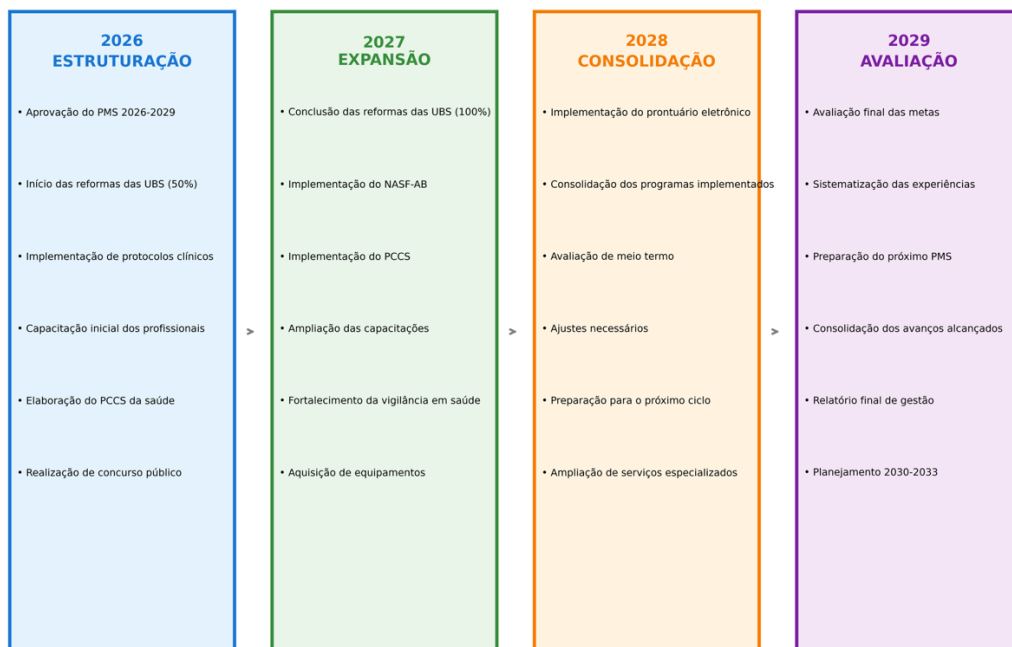 2026
ESTRUTURAÇÃO
• Aprovação do PMS 2026-2029
• Início das reformas das UBS (50%)
• Implementação de protocolos clínicos
• Capacitação inicial dos profissionais
• Elaboração do PCCS da saúde
• Realização de concurso público
2027
EXPANSÃO
• Conclusão das reformas das UBS (100%)
• Implementação do NASF-AB
• Implementação do PCCS
• Ampliação das capacitações
• Fortalecimento da vigilância em saúde
• Aquisição de equipamentos
2028
CONSOLIDAÇÃO
• Implementação do prontuário eletrônico
• Consolidação dos programas implementados
• Avaliação de meio termo
• Ajustes necessários
• Preparação para o próximo ciclo
• Ampliação de serviços especializados
2029
AVALIAÇÃO
• Avaliação final das metas
• Sistematização das experiências
• Preparação do próximo PMS
• Consolidação dos avanços alcançados
• Relatório final de gestão
• Planejamento 2030-2033